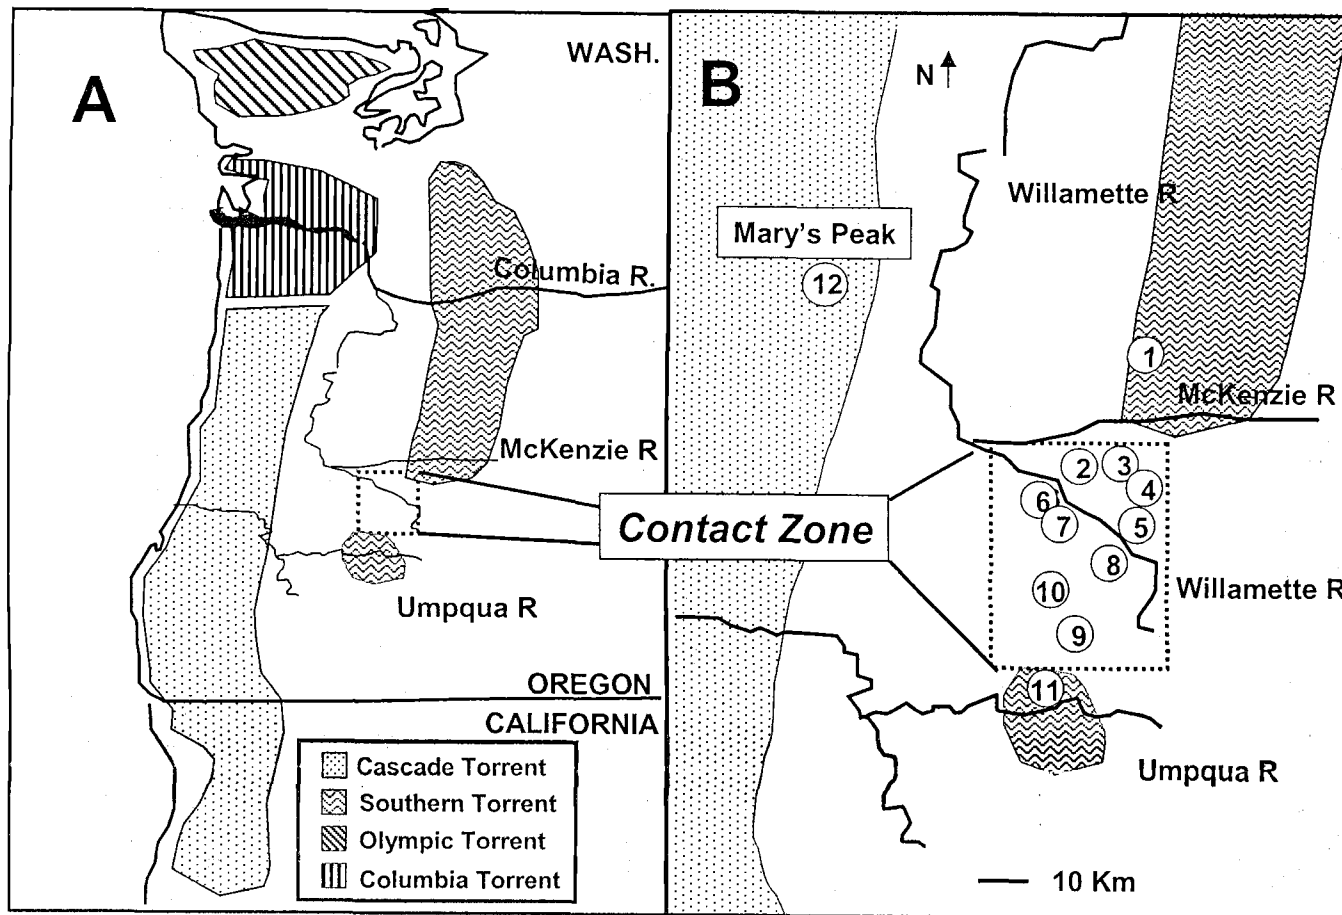 A
WASH.
Columbia R.
McKenzie R
Umpqua R
OREGON
CALIFORNIA
Cascade Torrent
Southern Torrent
Olympic Torrent
Columbia Torrent
Contact Zone
B
N
Willamette R
Mary's Peak
12
1
McKenzie R
2
3
4
6
7
5
8
10
Willamette R
9
11
Umpqua R
10 Km